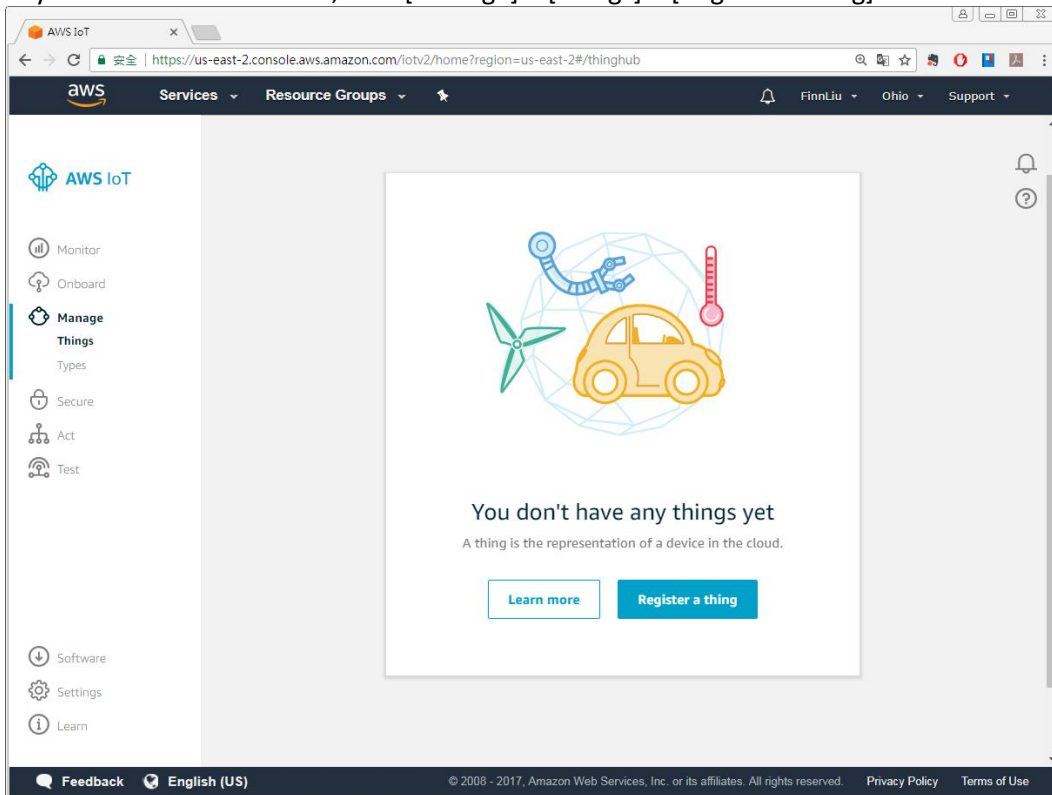 AWS IoT
安全 | https://us-east-2.console.aws.amazon.com/iotv2/home?region=us-east-2#/thinghub
aws Services Resource Groups FinnLiu Ohio Support
AWS IoT
Monitor
Onboard
Manage
Things
Types
Secure
Act
Test
You don't have any things yet
A thing is the representation of a device in the cloud.
Learn more Register a thing
Software
Settings
Learn
Feedback English (US) © 2008 - 2017, Amazon Web Services, Inc. or its affiliates. All rights reserved. Privacy Policy Terms of Use